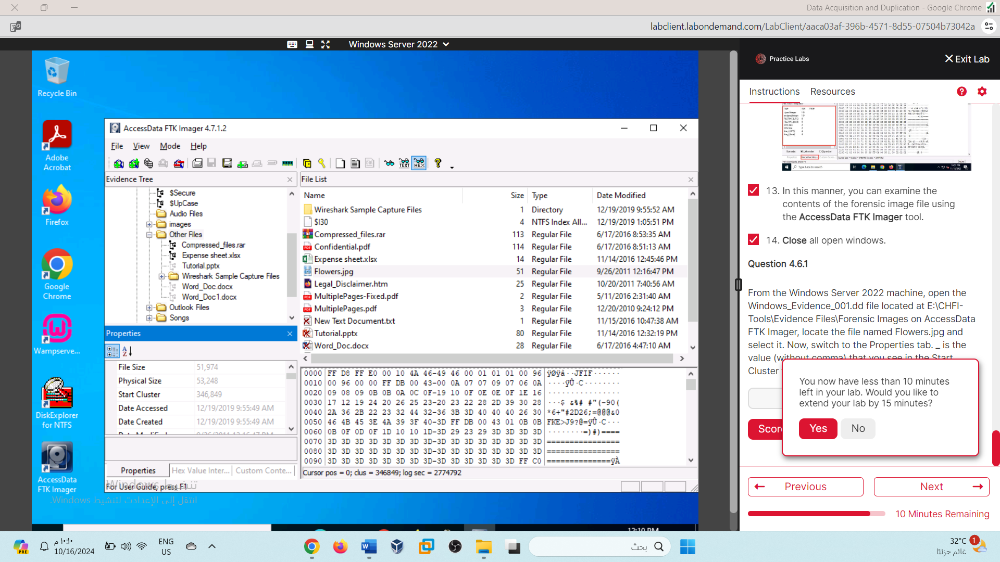 Data Acquisition and Duplication - Google Chrome
labclient.labondemand.com/LabClient/aaca03af-396b-4571-8d55-07504b73042a
Windows Server 2022
Recycle Bin
Adobe
Acrobat
Firefox
Google
Chrome
Wampserve...
DiskExplorer
for NTFS
AccessData
FTK Imager
AccessData FTK Imager 4.7.1.2
File View Mode Help
Evidence Tree
$Secure
$UpCase
Audio Files
images
Other Files
Compressed_files.rar
Expense sheet.xlsx
Tutorial.pptx
Wireshark Sample Capture Files
Word_Doc.docx
Word_Doc1.docx
Outlook Files
Songs
File List
Name Size Type Date Modified
Wireshark Sample Capture Files 1 Directory 12/19/2019 9:55:52 AM
$I30 4 NTFS Index All... 12/19/2019 1:05:51 PM
Compressed_files.rar 113 Regular File 6/17/2016 8:53:35 AM
Confidential.pdf 114 Regular File 6/17/2016 8:51:13 AM
Expense sheet.xlsx 14 Regular File 11/14/2016 12:45:46 PM
Flowers.jpg 51 Regular File 9/26/2011 12:16:47 PM
Legal_Disclaimer.htm 25 Regular File 10/20/2011 7:40:56 AM
MultiplePages-Fixed.pdf 2 Regular File 5/11/2016 2:31:40 AM
MultiplePages.pdf 3 Regular File 12/20/2010 9:24:12 PM
New Text Document.txt 1 Regular File 11/15/2016 10:47:38 AM
Tutorial.pptx 80 Regular File 11/14/2016 12:32:19 PM
Word_Doc.docx 28 Regular File 6/17/2016 4:47:10 AM
Properties
File Size 51,974
Physical Size 53,248
Start Cluster 346,849
Date Accessed 12/19/2019 9:55:49 AM
Date Created 12/19/2019 9:55:49 AM
Properties Hex Value Inter... Custom Conte...
0000 FF D8 FF E0 00 10 4A 46-49 46 00 01 01 01 00 96 ÿØÿà··JFIF······
0010 00 96 00 00 FF DB 00 43-00 0A 07 07 09 07 06 0A ····ÿÛ·C········
0020 09 08 09 0B 0B 0A 0C 0F-19 10 0F 0E 0E 0F 1E 16 ················
0030 17 12 19 24 20 26 25 23-20 23 22 28 2D 39 30 28 ···$ &%# #"(-90(
0040 2A 36 2B 22 23 32 44 32-36 3B 3D 40 40 40 26 30 *6+"#2D26;=@@@&0
0050 46 4B 45 3E 4A 39 3F 40-3D FF DB 00 43 01 0B 0B FKE>J9?@=ÿÛ·C···
0060 0B 0F 0D 0F 1D 10 10 1D-3D 29 23 29 3D 3D 3D 3D ········=)#)====
0070 3D 3D 3D 3D 3D 3D 3D 3D-3D 3D 3D 3D 3D 3D 3D 3D ================
0080 3D 3D 3D 3D 3D 3D 3D 3D-3D 3D 3D 3D 3D 3D 3D 3D ================
0090 3D 3D 3D 3D 3D 3D 3D 3D-3D 3D 3D 3D 3D 3D FF C0 ==============ÿÀ
Cursor pos = 0; clus = 346849; log sec = 2774792
For User Guide, press F1
تنشيط Windows
انتقل إلى الإعدادت لتنشيط Windows.
Practice Labs
Exit Lab
Instructions Resources
13. In this manner, you can examine the
contents of the forensic image file using
the AccessData FTK Imager tool.
14. Close all open windows.
Question 4.6.1
From the Windows Server 2022 machine, open the
Windows_Evidence_001.dd file located at E:\CHFI-
Tools\Evidence Files\Forensic Images on AccessData
FTK Imager, locate the file named Flowers.jpg and
select it. Now, switch to the Properties tab. _ is the
value (without comma) that you see in the Start
Cluster
Score
You now have less than 10 minutes
left in your lab. Would you like to
extend your lab by 15 minutes?
Yes No
Previous Next
10 Minutes Remaining
12:10 PM
١٠:١٠ م
10/16/2024
ENG
US
بحث
32°C
غائم جزئيًا
1
PRE